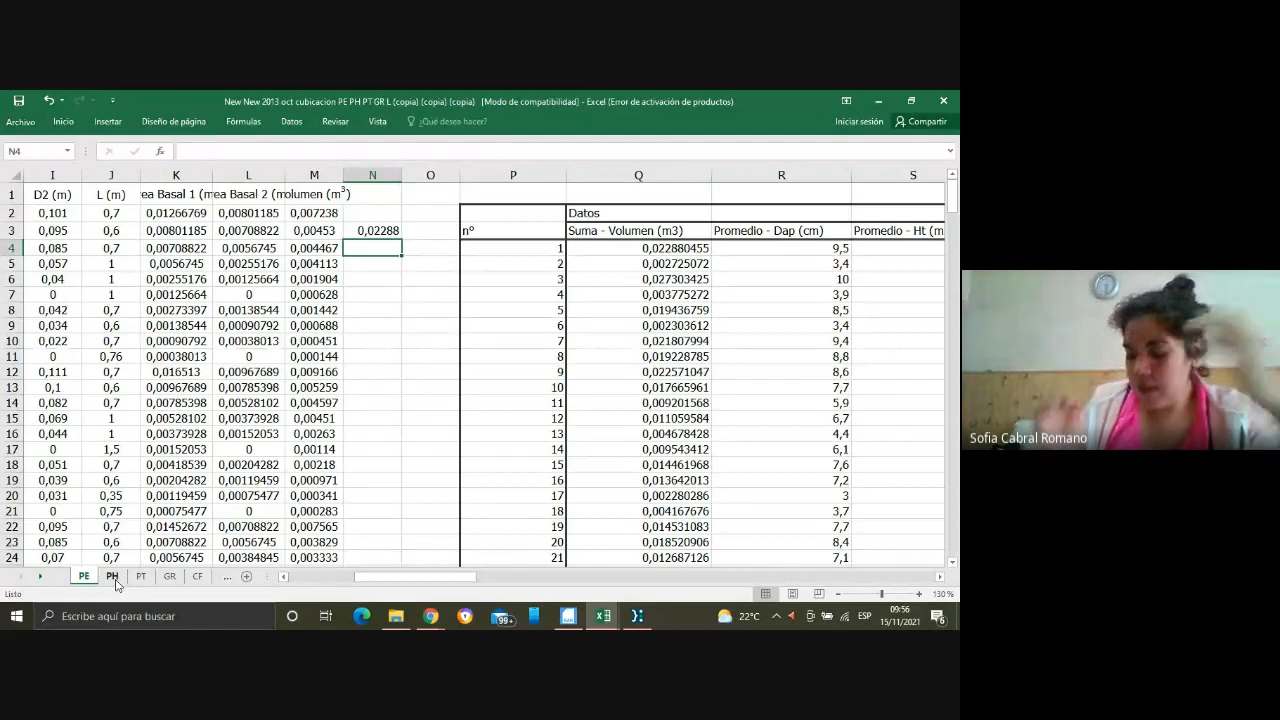 New New 2013 oct cubicacion PE PH PT GR L (copia) (copia) (copia) [Modo de compatibilidad] - Excel (Error de activación de productos)
Archivo Inicio Insertar Diseño de página Fórmulas Datos Revisar Vista ¿Qué desea hacer? Iniciar sesión Compartir
N4 fx
I J K L M N O P Q R S
1 D2 (m) L (m) ea Basal 1 (m ea Basal 2 (m olumen (m³)
2 0,101 0,7 0,01266769 0,00801185 0,007238 Datos
3 0,095 0,6 0,00801185 0,00708822 0,00453 0,02288 nº Suma - Volumen (m3) Promedio - Dap (cm) Promedio - Ht (m
4 0,085 0,7 0,00708822 0,0056745 0,004467 1 0,022880455 9,5
5 0,057 1 0,0056745 0,00255176 0,004113 2 0,002725072 3,4
6 0,04 1 0,00255176 0,00125664 0,001904 3 0,027303425 10
7 0 1 0,00125664 0 0,000628 4 0,003775272 3,9
8 0,042 0,7 0,00273397 0,00138544 0,001442 5 0,019436759 8,5
9 0,034 0,6 0,00138544 0,00090792 0,000688 6 0,002303612 3,4
10 0,022 0,7 0,00090792 0,00038013 0,000451 7 0,021807994 9,4
11 0 0,76 0,00038013 0 0,000144 8 0,019228785 8,8
12 0,111 0,7 0,016513 0,00967689 0,009166 9 0,022571047 8,6
13 0,1 0,6 0,00967689 0,00785398 0,005259 10 0,017665961 7,7
14 0,082 0,7 0,00785398 0,00528102 0,004597 11 0,009201568 5,9
15 0,069 1 0,00528102 0,00373928 0,00451 12 0,011059584 6,7
16 0,044 1 0,00373928 0,00152053 0,00263 13 0,004678428 4,4
17 0 1,5 0,00152053 0 0,00114 14 0,009543412 6,1
18 0,051 0,7 0,00418539 0,00204282 0,00218 15 0,014461968 7,6
19 0,039 0,6 0,00204282 0,00119459 0,000971 16 0,013642013 7,2
20 0,031 0,35 0,00119459 0,00075477 0,000341 17 0,002280286 3
21 0 0,75 0,00075477 0 0,000283 18 0,004167676 3,7
22 0,095 0,7 0,01452672 0,00708822 0,007565 19 0,014531083 7,7
23 0,085 0,6 0,00708822 0,0056745 0,003829 20 0,018520906 8,4
24 0,07 0,7 0,0056745 0,00384845 0,003333 21 0,012687126 7,1
PE PH PT GR CF ...
Listo 130 %
Escribe aquí para buscar 99+ 22°C ESP 09:56
15/11/2021 6
Sofia Cabral Romano